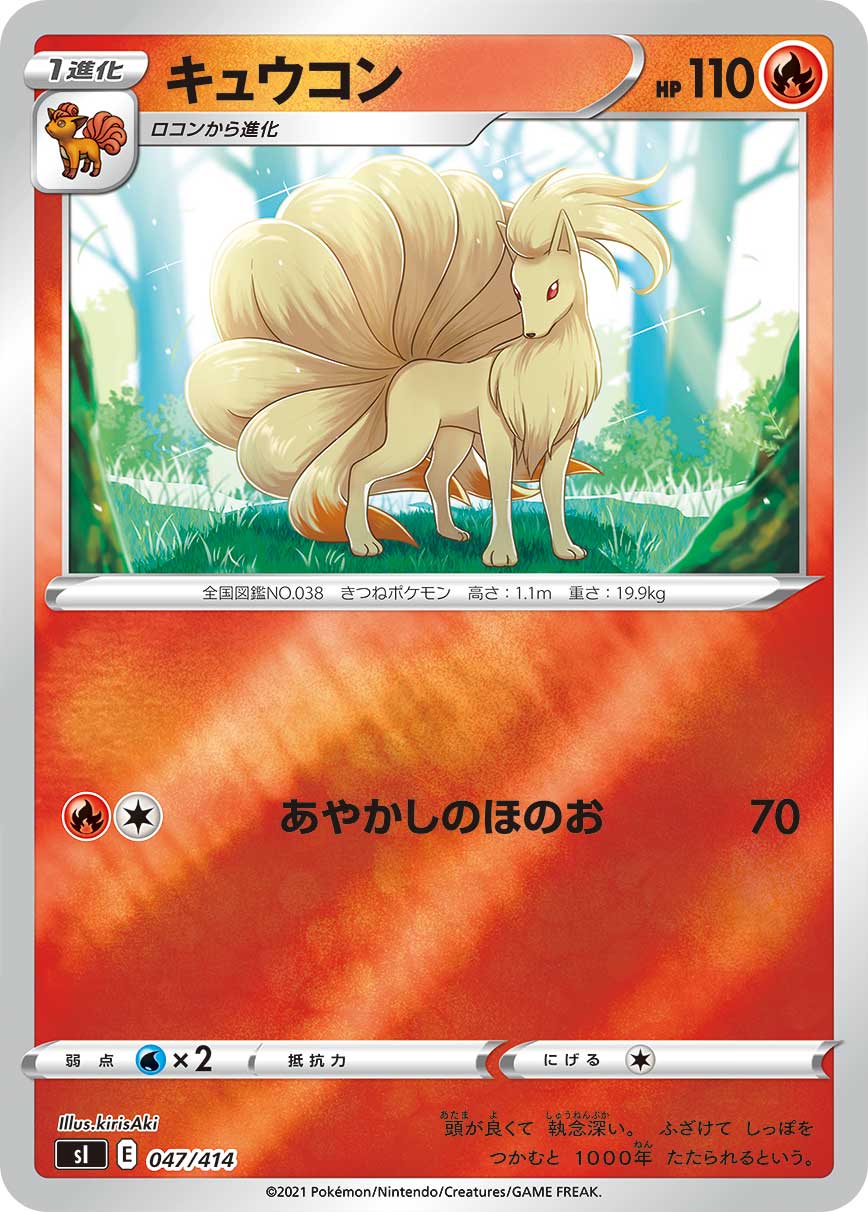 1進化
キュウコン
HP 110
ロコンから進化
全国図鑑NO.038 きつねポケモン 高さ：1.1m 重さ：19.9kg
あやかしのほのお 70
弱点 ×2 抵抗力 にげる
Illus.kirisAki
頭が良くて 執念深い。 ふざけて しっぽを
つかむと 1000年 たたられるという。
sI E 047/414
©2021 Pokémon/Nintendo/Creatures/GAME FREAK.